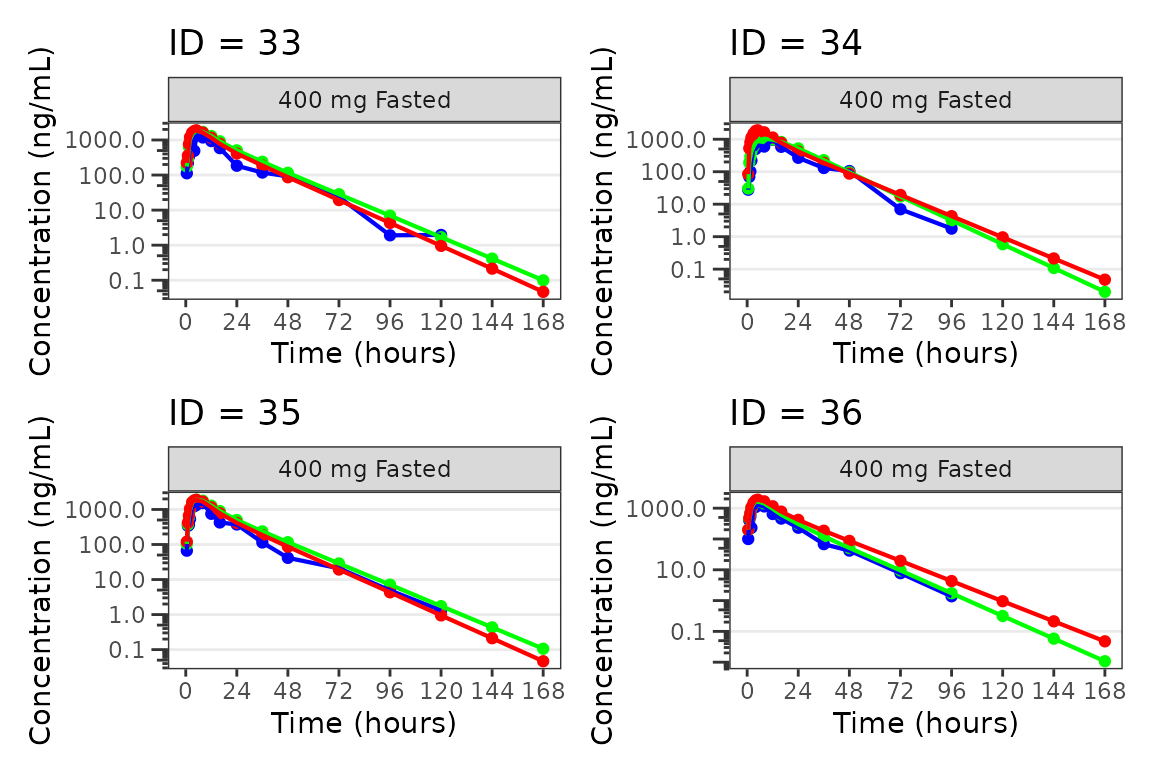 ID = 33
400 mg Fasted
Concentration (ng/mL)
1000.0
100.0
10.0
1.0
0.1
0 24 48 72 96 120 144 168
Time (hours)
ID = 34
400 mg Fasted
Concentration (ng/mL)
1000.0
100.0
10.0
1.0
0.1
0 24 48 72 96 120 144 168
Time (hours)
ID = 35
400 mg Fasted
Concentration (ng/mL)
1000.0
100.0
10.0
1.0
0.1
0 24 48 72 96 120 144 168
Time (hours)
ID = 36
400 mg Fasted
Concentration (ng/mL)
1000.0
10.0
0.1
0 24 48 72 96 120 144 168
Time (hours)